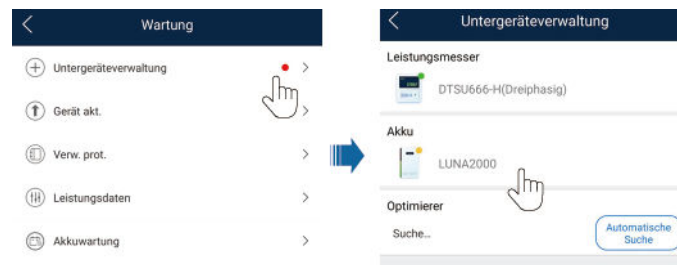 Wartung
Untergeräteverwaltung
Gerät akt.
Verw. prot.
Leistungsdaten
Akkuwartung
Untergeräteverwaltung
Leistungsmesser
DTSU666-H(Dreiphasig)
Akku
LUNA2000
Optimierer
Suche...
Automatische
Suche